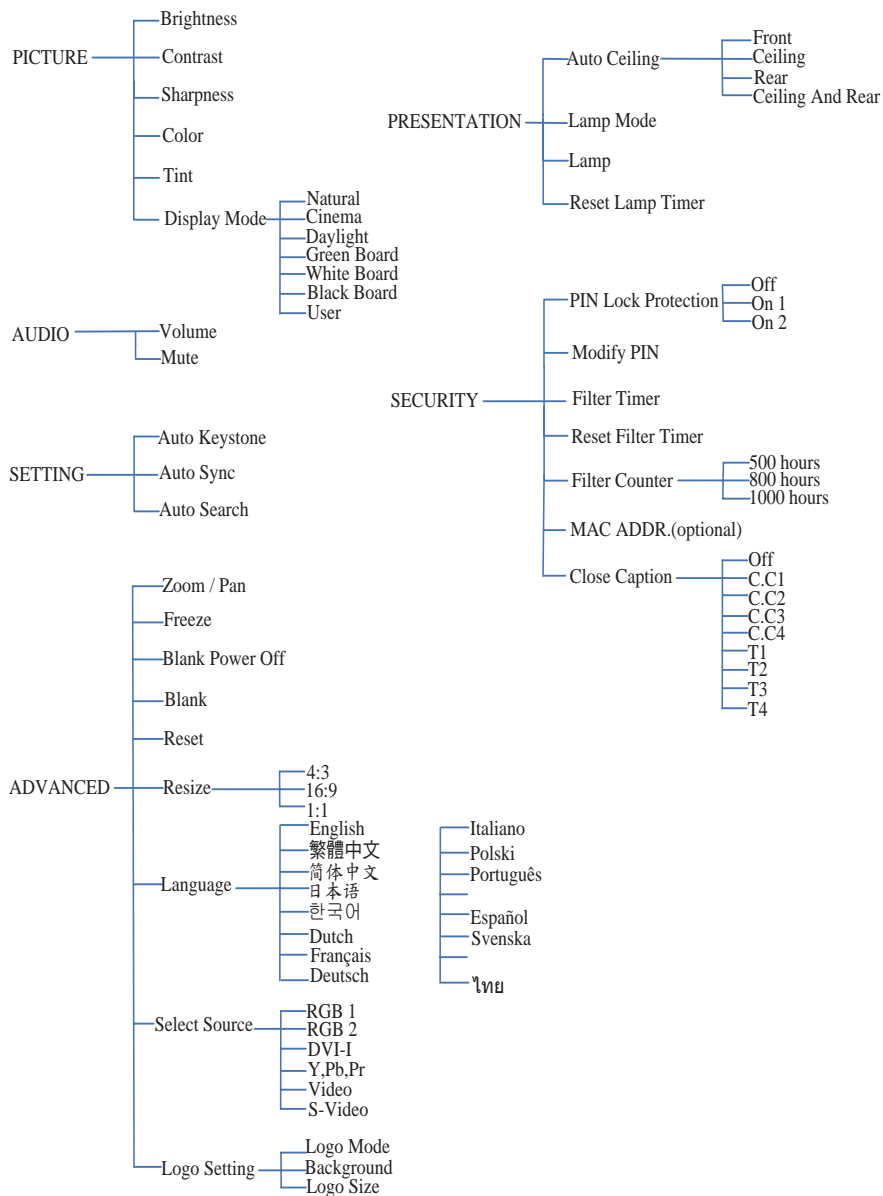 PICTURE
Brightness
Contrast
Sharpness
Color
Tint
Display Mode
Natural
Cinema
Daylight
Green Board
White Board
Black Board
User
AUDIO
Volume
Mute
SETTING
Auto Keystone
Auto Sync
Auto Search
ADVANCED
Zoom / Pan
Freeze
Blank Power Off
Blank
Reset
Resize
4:3
16:9
1:1
Language
English
繁體中文
简体中文
日本语
한국어
Dutch
Français
Deutsch
Italiano
Polski
Português
Español
Svenska
ไทย
Select Source
RGB 1
RGB 2
DVI-I
Y,Pb,Pr
Video
S-Video
Logo Setting
Logo Mode
Background
Logo Size
PRESENTATION
Auto Ceiling
Front
Ceiling
Rear
Ceiling And Rear
Lamp Mode
Lamp
Reset Lamp Timer
SECURITY
PIN Lock Protection
Off
On 1
On 2
Modify PIN
Filter Timer
Reset Filter Timer
Filter Counter
500 hours
800 hours
1000 hours
MAC ADDR.(optional)
Close Caption
Off
C.C1
C.C2
C.C3
C.C4
T1
T2
T3
T4